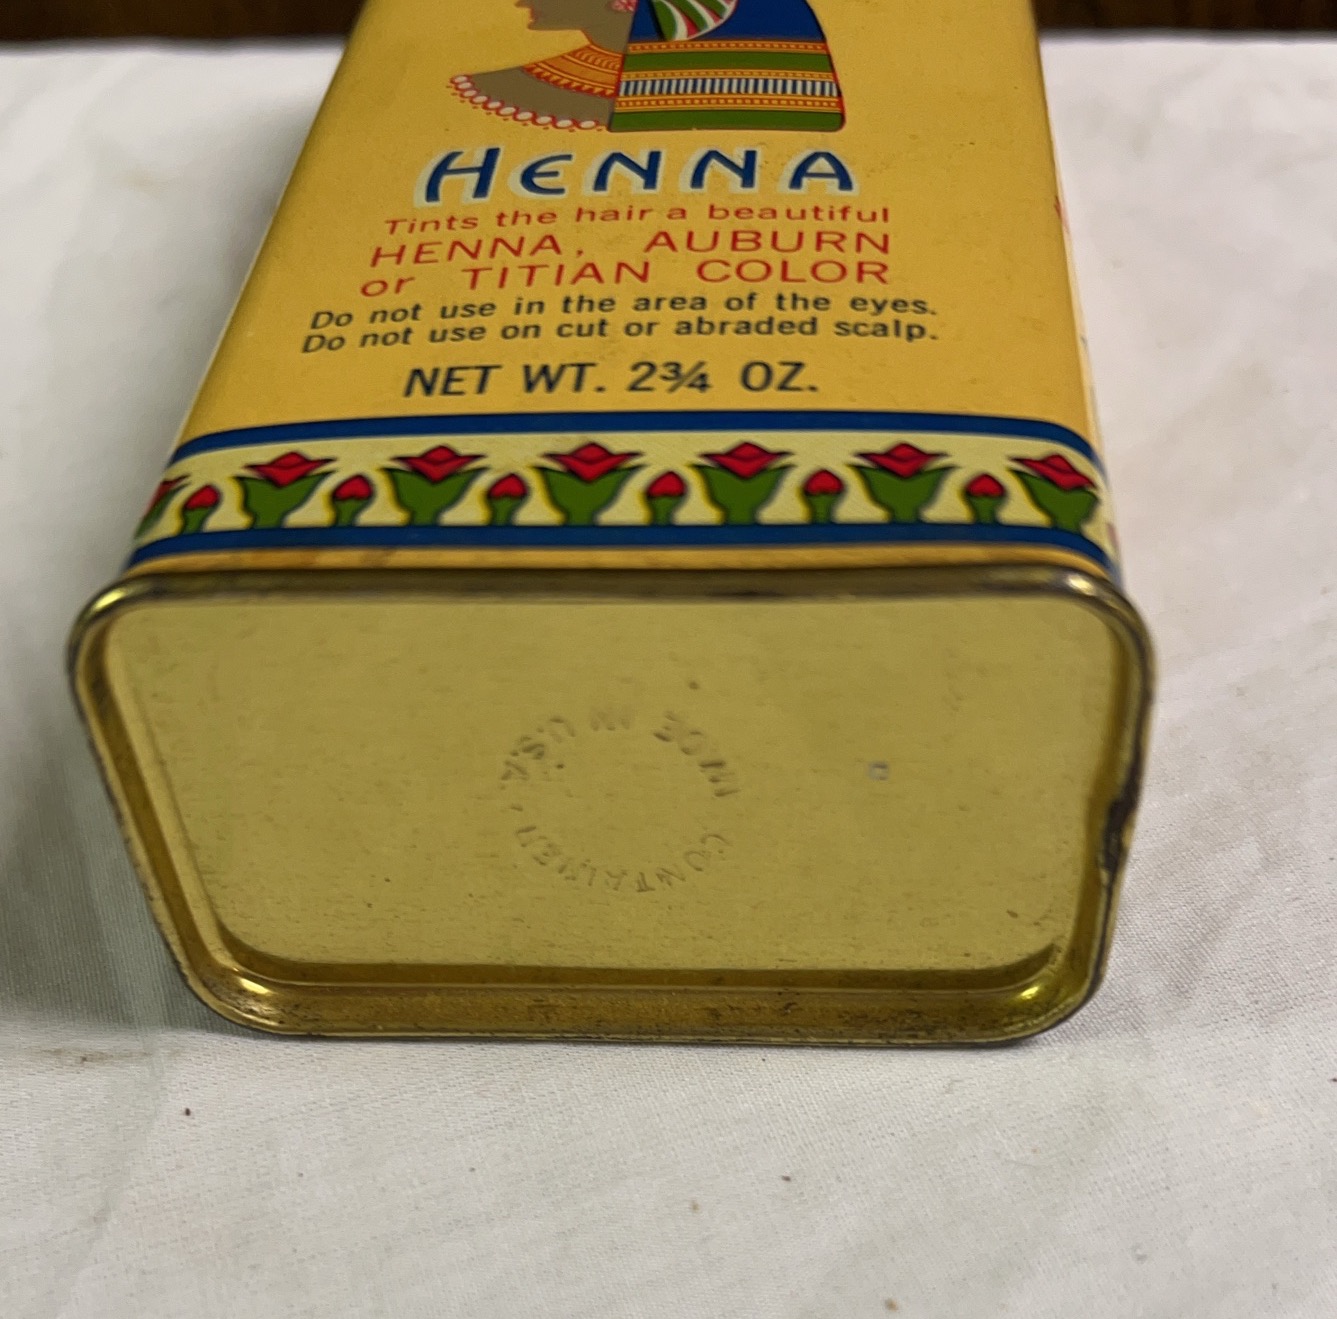 HENNA
Tints the hair a beautiful
HENNA, AUBURN
or TITIAN COLOR
Do not use in the area of the eyes.
Do not use on cut or abraded scalp.
NET WT. 2¾ OZ.
CONTAINER MADE IN U.S.A.